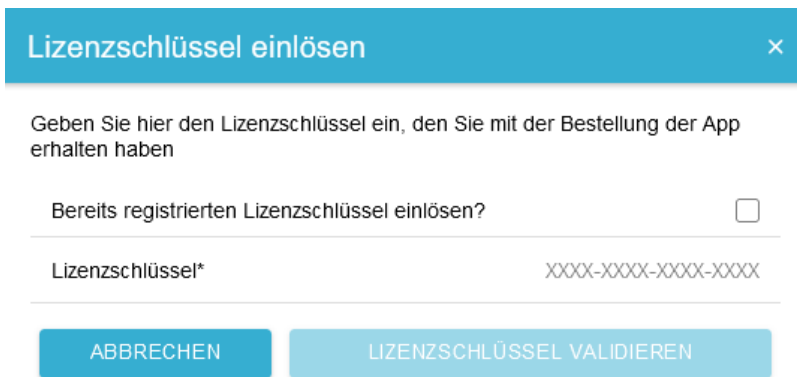 Lizenzschlüssel einlösen ×
Geben Sie hier den Lizenzschlüssel ein, den Sie mit der Bestellung der App
erhalten haben
Bereits registrierten Lizenzschlüssel einlösen?
Lizenzschlüssel* XXXX-XXXX-XXXX-XXXX
ABBRECHEN LIZENZSCHLÜSSEL VALIDIEREN